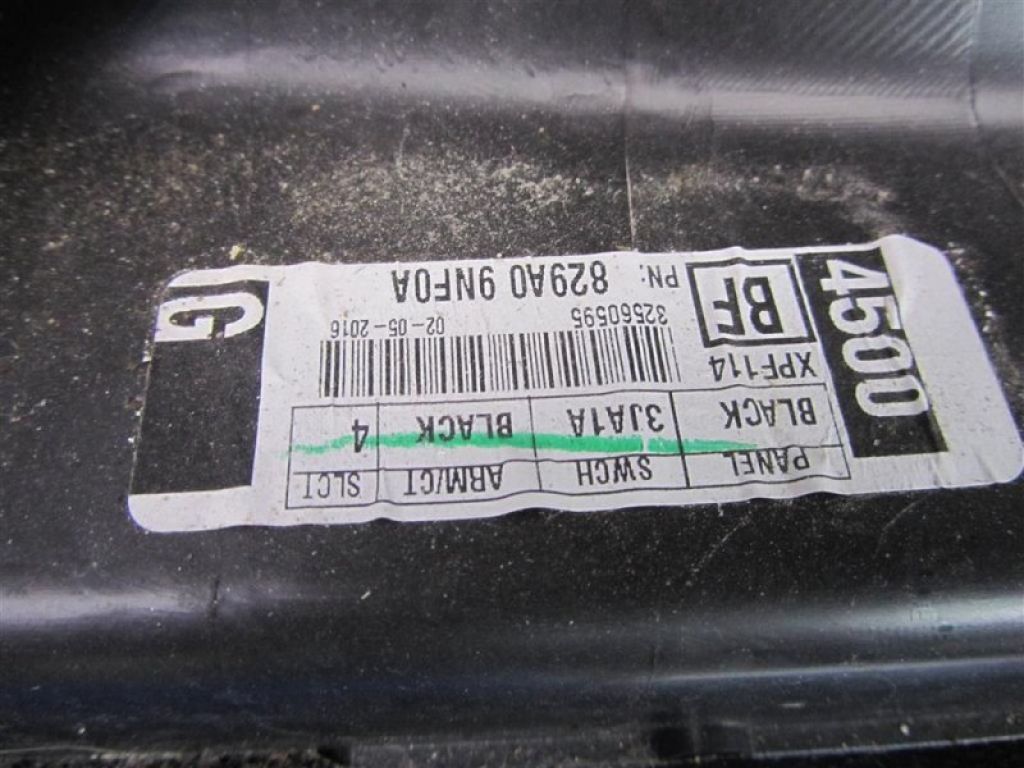 PANEL SWCH ARM/CT SLCT
BLACK 3JA1A BLACK 4
XPF114
32560595 02-05-2016
BF
PN: 829A0 9NF0A
4500
IG